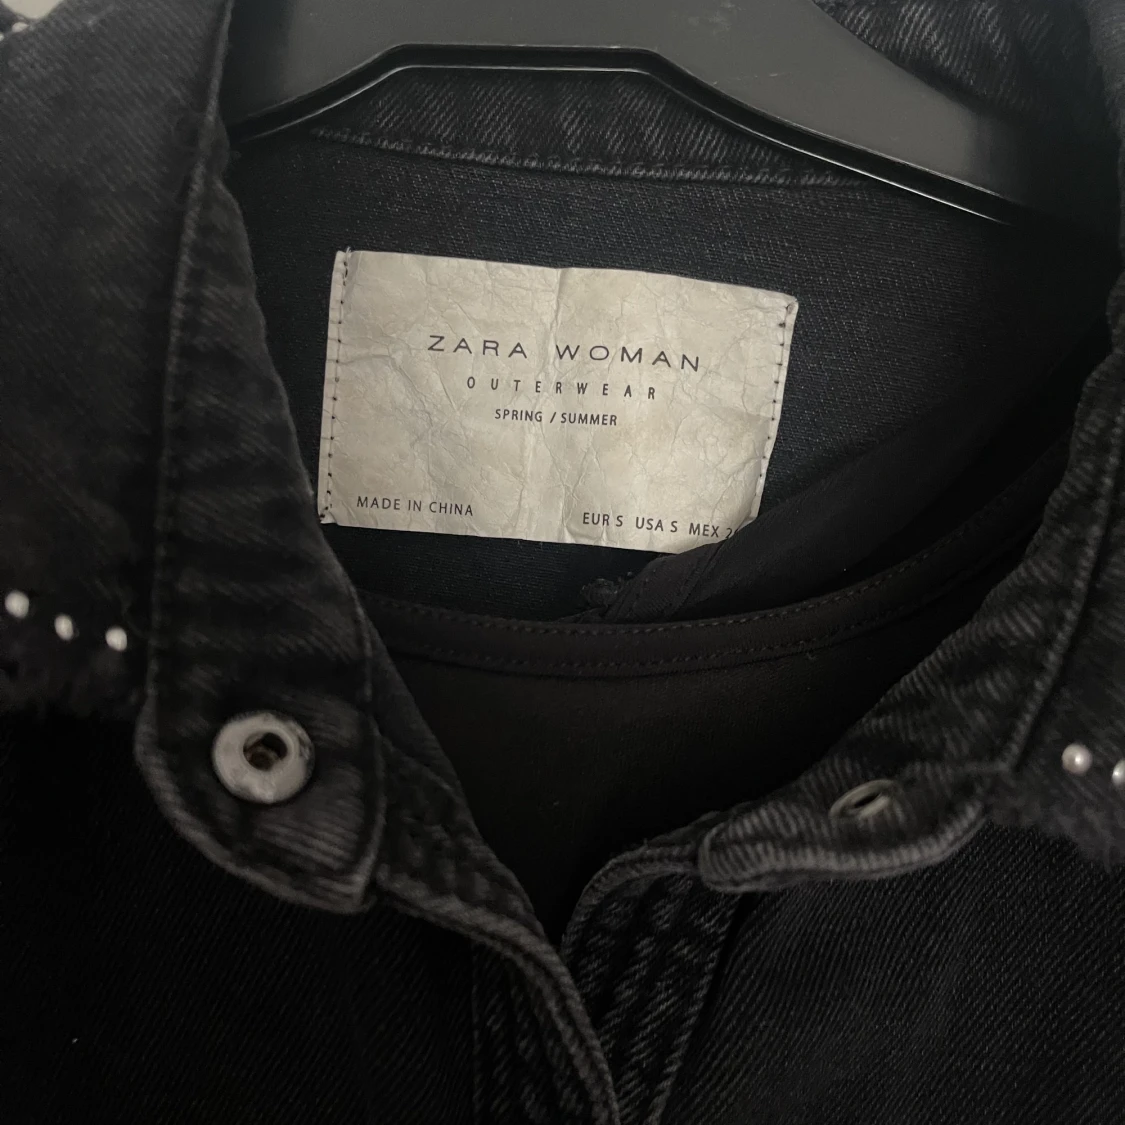 ZARA WOMAN
OUTERWEAR
SPRING / SUMMER
MADE IN CHINA
EUR S USA S MEX